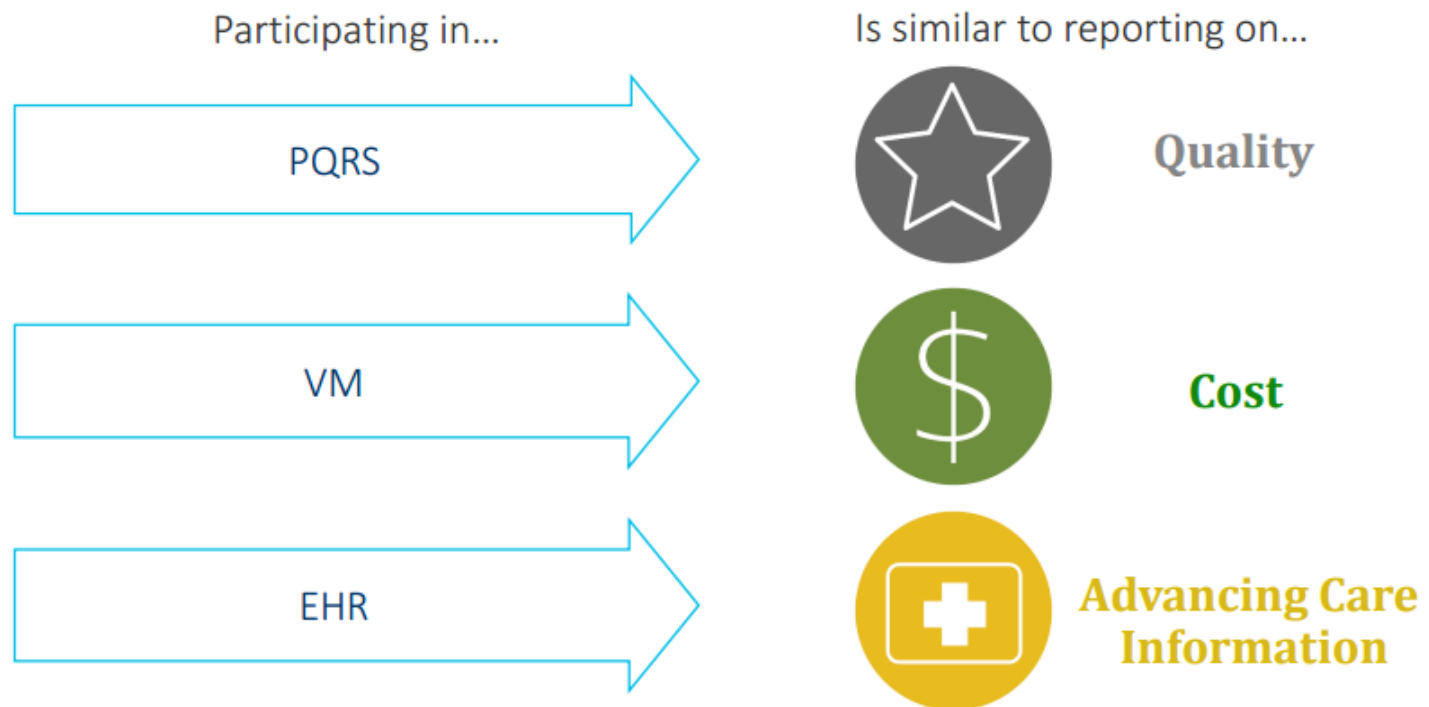 Participating in...
Is similar to reporting on...
PQRS
Quality
VM
$
Cost
EHR
Advancing Care
Information